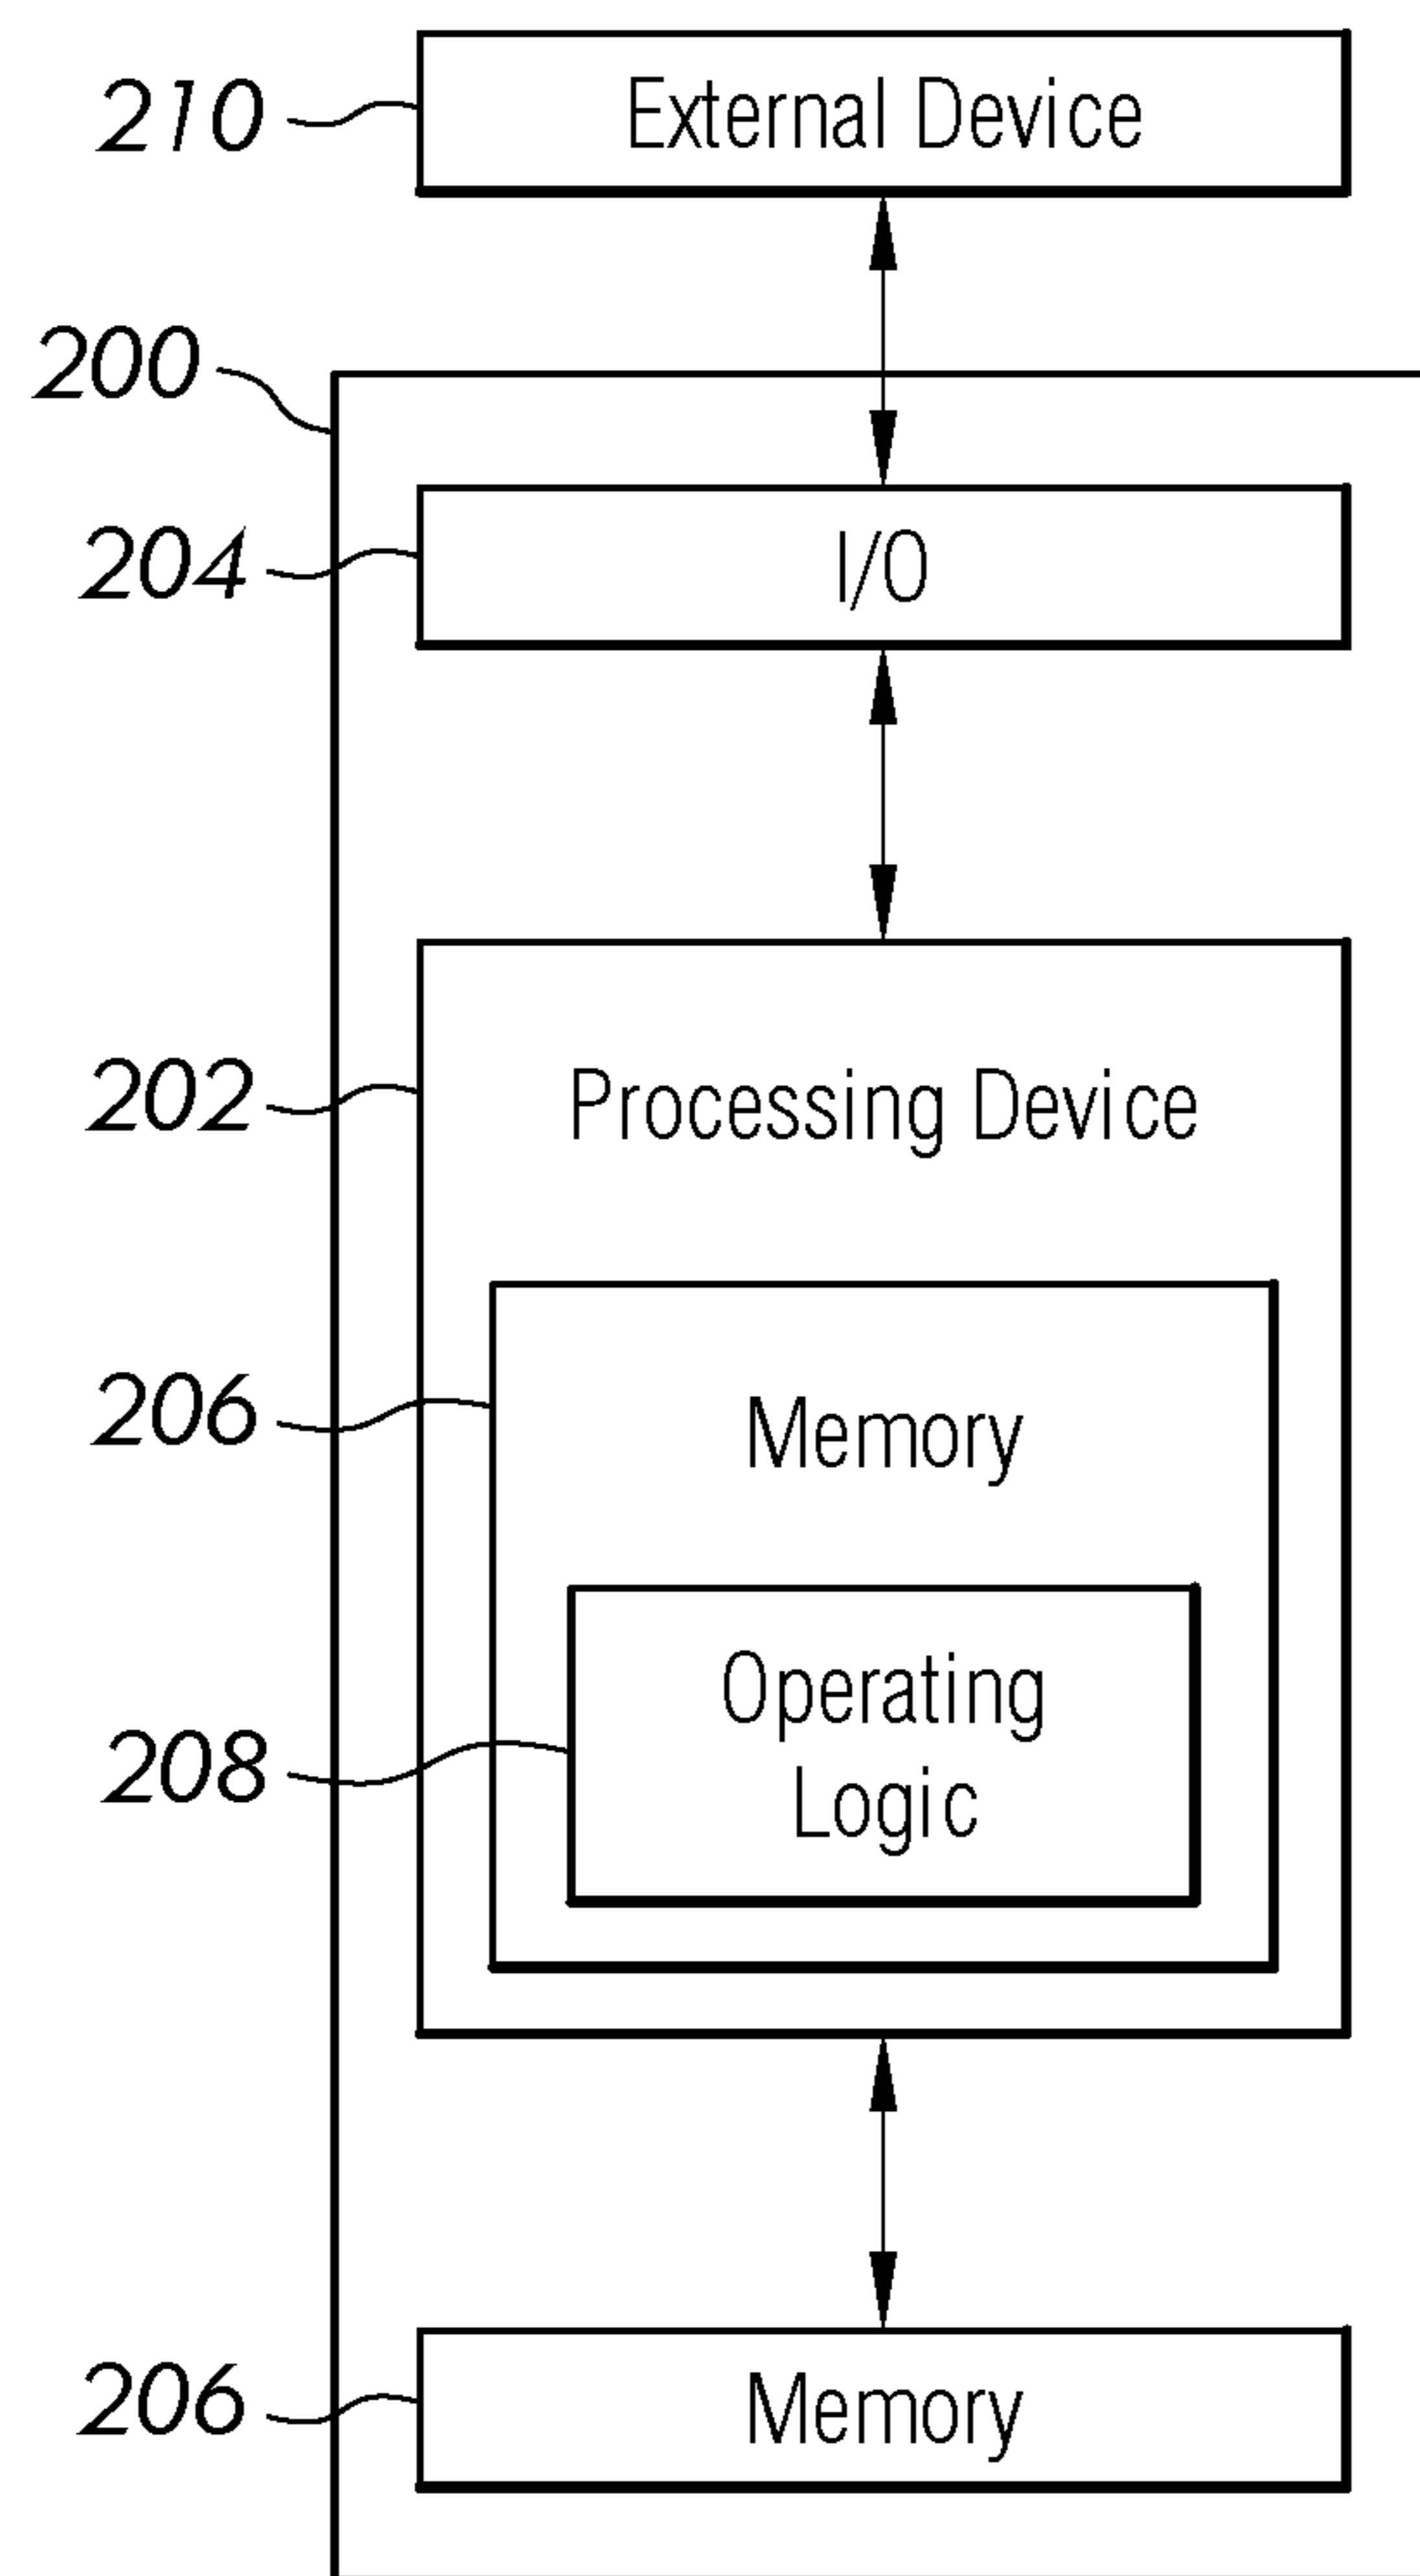 210 External Device
200
204 I/O
202 Processing Device
206 Memory
Operating
208
Logic
206 Memory